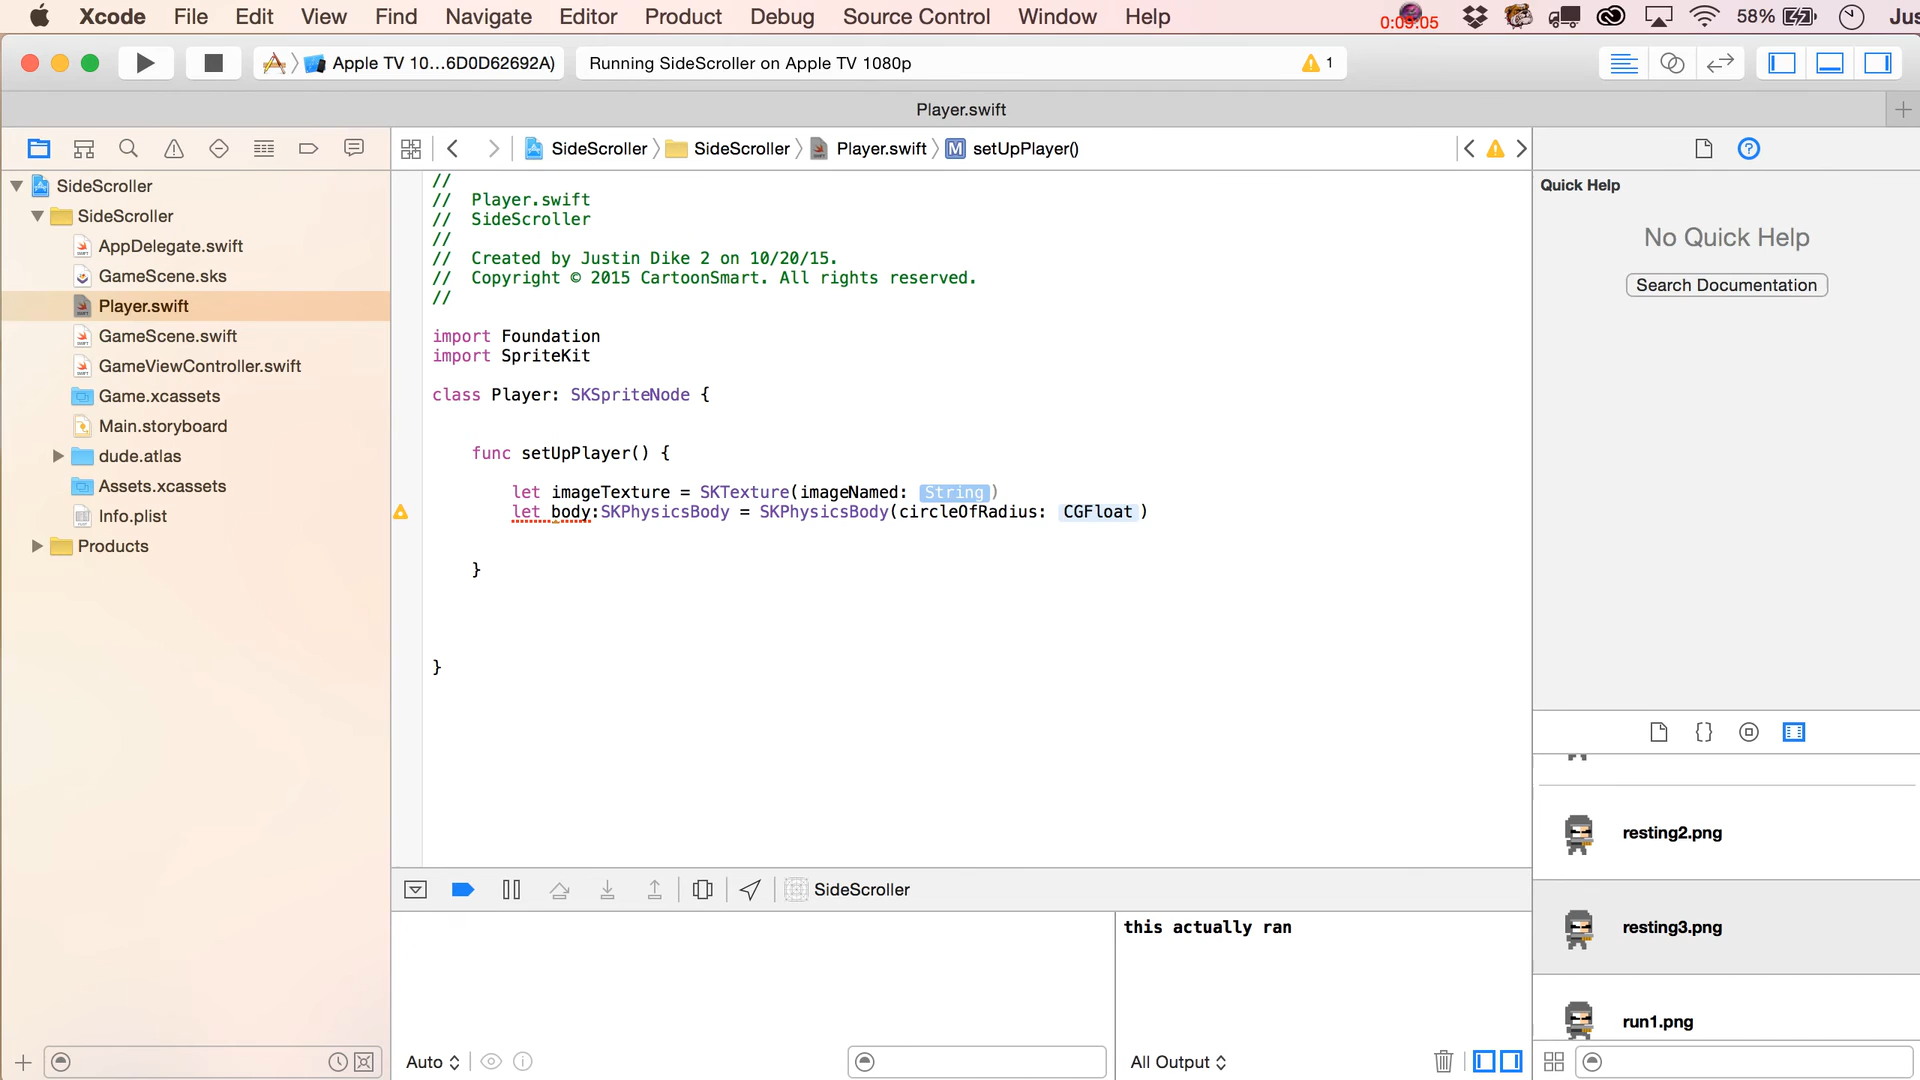 Xcode File Edit View Find Navigate Editor Product Debug Source Control Window Help 0:09:05 58% Jus
Apple TV 10...6D0D62692A) Running SideScroller on Apple TV 1080p 1
Player.swift
SideScroller SideScroller Player.swift M setUpPlayer()
SideScroller
SideScroller
AppDelegate.swift
GameScene.sks
Player.swift
GameScene.swift
GameViewController.swift
Game.xcassets
Main.storyboard
dude.atlas
Assets.xcassets
Info.plist
Products
//
// Player.swift
// SideScroller
//
// Created by Justin Dike 2 on 10/20/15.
// Copyright © 2015 CartoonSmart. All rights reserved.
//
import Foundation
import SpriteKit
class Player: SKSpriteNode {
func setUpPlayer() {
let imageTexture = SKTexture(imageNamed: String)
let body:SKPhysicsBody = SKPhysicsBody(circleOfRadius: CGFloat)
}
}
Quick Help
No Quick Help
Search Documentation
resting2.png
resting3.png
run1.png
SideScroller
this actually ran
Auto
All Output